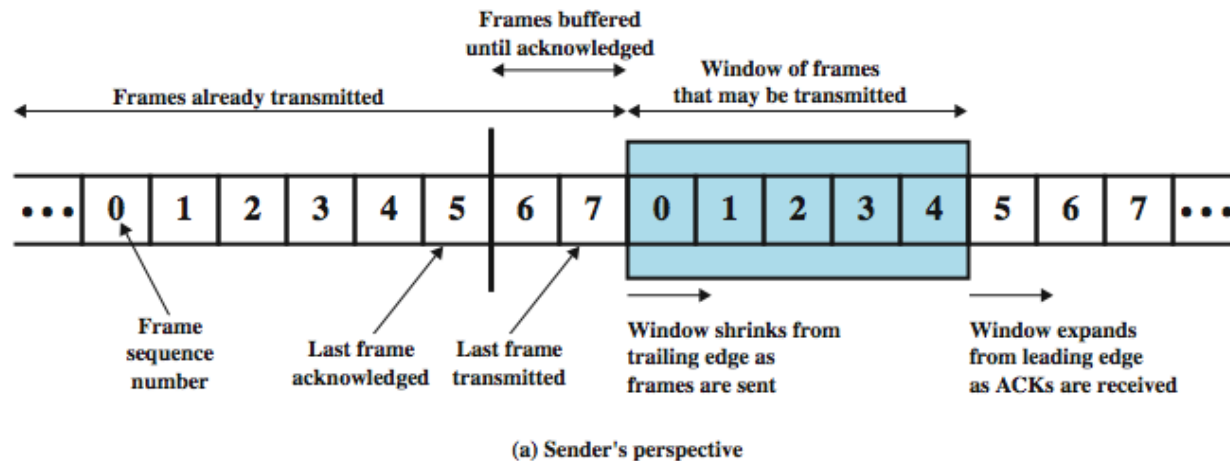 Frames buffered
until acknowledged
Window of frames
that may be transmitted
Frames already transmitted
••• 0 1 2 3 4 5 6 7 0 1 2 3 4 5 6 7 •••
Frame
sequence
number
Last frame
acknowledged
Last frame
transmitted
Window shrinks from
trailing edge as
frames are sent
Window expands
from leading edge
as ACKs are received
(a) Sender's perspective